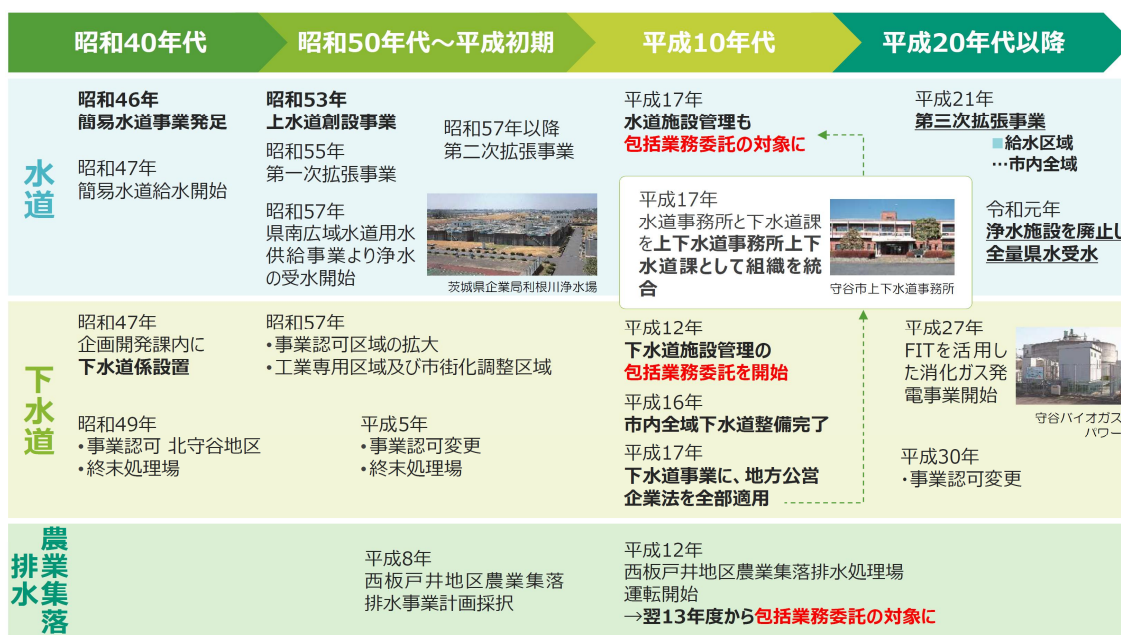 昭和40年代
昭和50年代～平成初期
平成10年代
平成20年代以降
水道
昭和46年
簡易水道事業発足
昭和47年
簡易水道給水開始
昭和53年
上水道創設事業
昭和55年
第一次拡張事業
昭和57年
県南広域水道用水
供給事業より浄水
の受水開始
昭和57年以降
第二次拡張事業
茨城県企業局利根川浄水場
平成17年
水道施設管理も
包括業務委託の対象に
平成17年
水道事務所と下水道課
を上下水道事務所上下
水道課として組織を統
合
守谷市上下水道事務所
平成21年
第三次拡張事業
■給水区域
…市内全域
令和元年
浄水施設を廃止し
全量県水受水
下水道
昭和47年
企画開発課内に
下水道係設置
昭和49年
・事業認可 北守谷地区
・終末処理場
昭和57年
・事業認可区域の拡大
・工業専用区域及び市街化調整区域
平成5年
・事業認可変更
・終末処理場
平成12年
下水道施設管理の
包括業務委託を開始
平成16年
市内全域下水道整備完了
平成17年
下水道事業に、地方公営
企業法を全部適用
平成27年
FITを活用し
た消化ガス発
電事業開始
守谷バイオガス
パワー
平成30年
・事業認可変更
農業集落
排水
平成8年
西板戸井地区農業集落
排水事業計画採択
平成12年
西板戸井地区農業集落排水処理場
運転開始
→翌13年度から包括業務委託の対象に